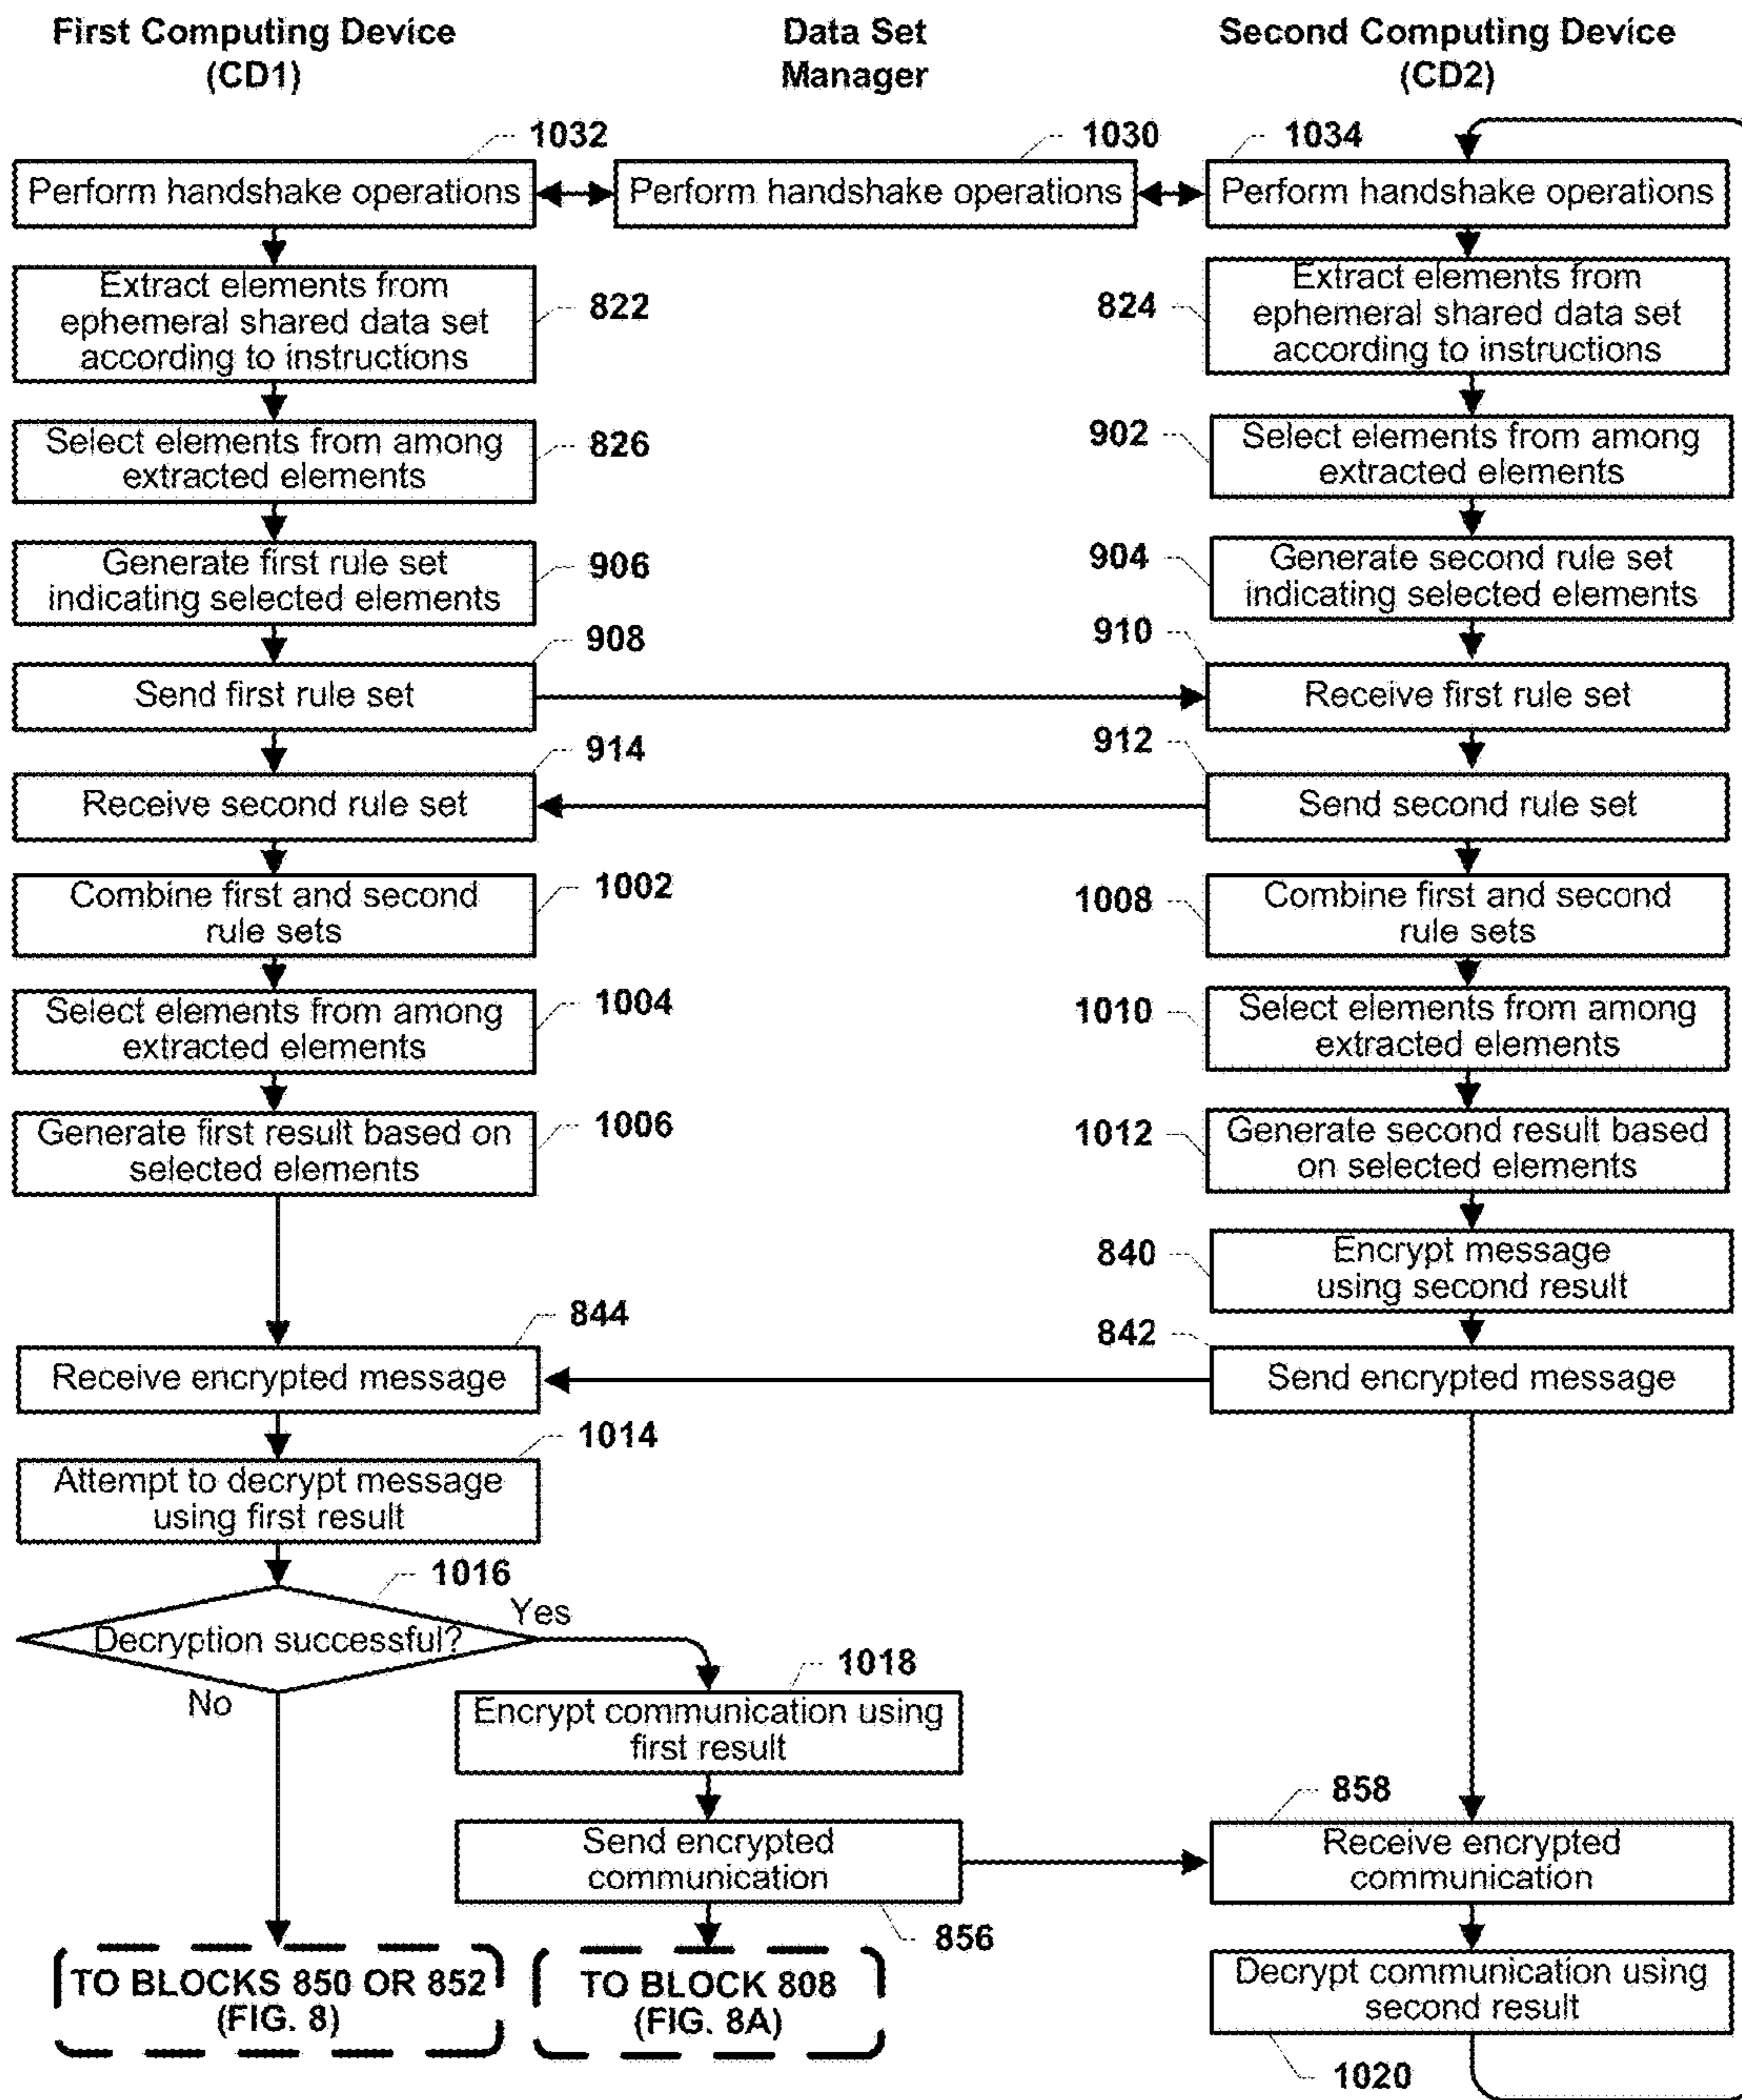 First Computing Device
(CD1)
Data Set
Manager
Second Computing Device
(CD2)
1032
1030
1034
Perform handshake operations
Perform handshake operations
Perform handshake operations
Extract elements from
ephemeral shared data set
according to instructions
822
824
Extract elements from
ephemeral shared data set
according to instructions
Select elements from among
extracted elements
826
902
Select elements from among
extracted elements
Generate first rule set
indicating selected elements
906
904
Generate second rule set
indicating selected elements
908
910
Send first rule set
Receive first rule set
914
912
Receive second rule set
Send second rule set
Combine first and second
rule sets
1002
1008
Combine first and second
rule sets
Select elements from among
extracted elements
1004
1010
Select elements from among
extracted elements
Generate first result based on
selected elements
1006
1012
Generate second result based
on selected elements
840
Encrypt message
using second result
844
842
Receive encrypted message
Send encrypted message
1014
Attempt to decrypt message
using first result
1016
Decryption successful?
Yes
No
1018
Encrypt communication using
first result
858
Send encrypted
communication
Receive encrypted
communication
856
TO BLOCKS 850 OR 852
(FIG. 8)
TO BLOCK 808
(FIG. 8A)
Decrypt communication using
second result
1020